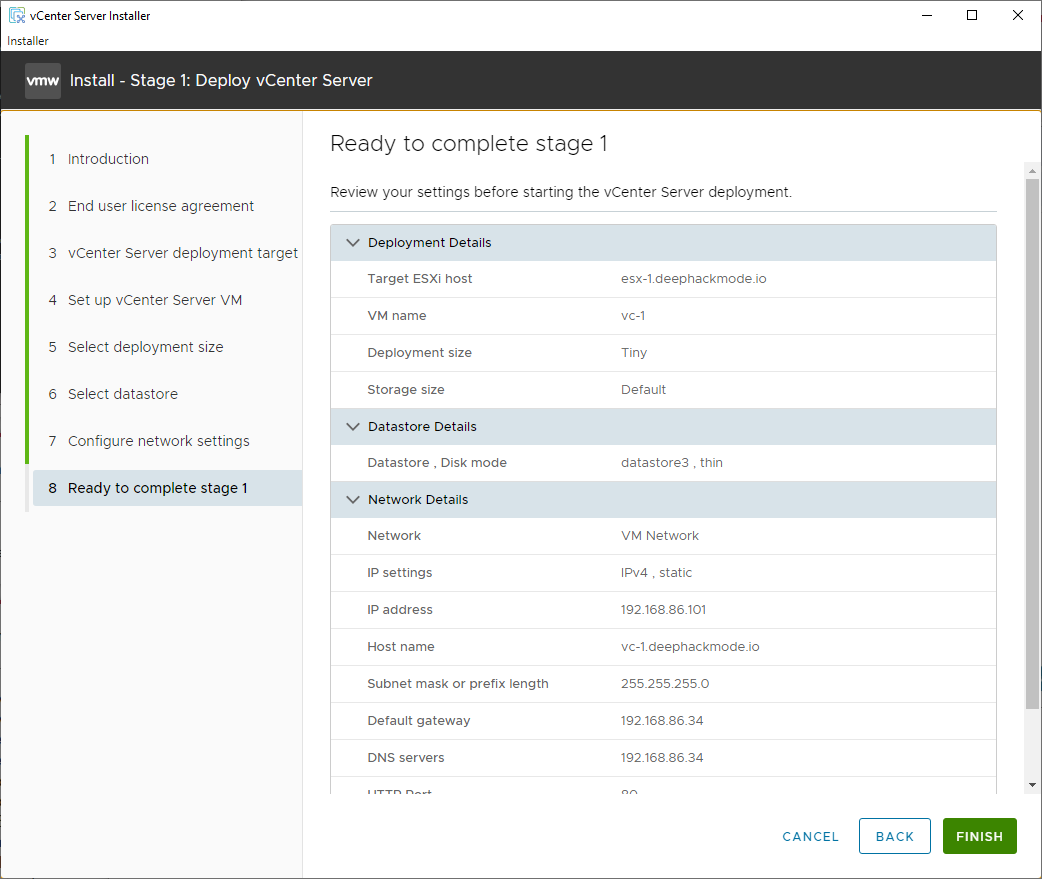 vCenter Server Installer
Installer
vmw Install - Stage 1: Deploy vCenter Server
1 Introduction
2 End user license agreement
3 vCenter Server deployment target
4 Set up vCenter Server VM
5 Select deployment size
6 Select datastore
7 Configure network settings
8 Ready to complete stage 1
Ready to complete stage 1
Review your settings before starting the vCenter Server deployment.
Deployment Details
Target ESXi host esx-1.deephackmode.io
VM name vc-1
Deployment size Tiny
Storage size Default
Datastore Details
Datastore , Disk mode datastore3 , thin
Network Details
Network VM Network
IP settings IPv4 , static
IP address 192.168.86.101
Host name vc-1.deephackmode.io
Subnet mask or prefix length 255.255.255.0
Default gateway 192.168.86.34
DNS servers 192.168.86.34
HTTP Port 80
CANCEL BACK FINISH